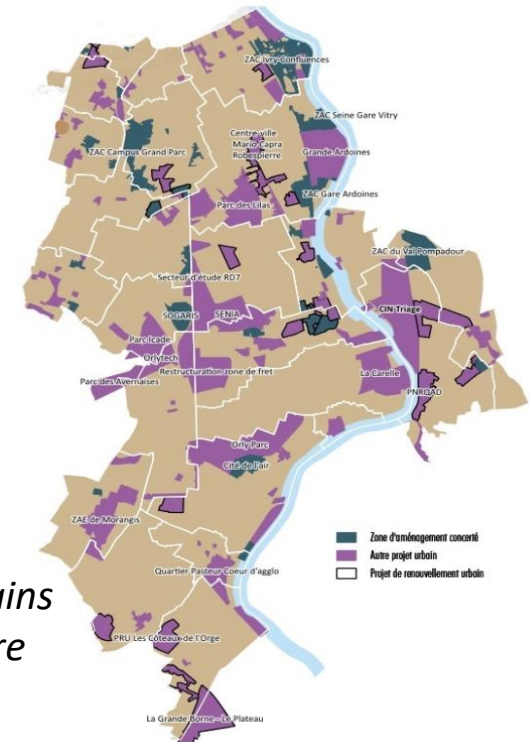 ZAC Ivry Confluences
ZAC Seine Gare Vitry
Centre-ville
Mario Capra
Robespierre
Grande Ardoines
ZAC Campus Grand Parc
ZAC Gare Ardoines
Parc des Lilas
ZAC du Val Pompadour
Secteur d'étude RD7
SOGARIS
SENIA
CIN Triage
Parc Icade
Orlytech
Restructuration zone de fret
La Carelle
Parc des Avernaises
PNRQAD
Orly Parc
Cité de l'air
ZAE de Morangis
Zone d'aménagement concerté
Autre projet urbain
Projet de renouvellement urbain
Quartier Pasteur Coeur d'agglo
ains
re
PRU Les Côteaux de l'Orge
La Grande Borne - Le Plateau